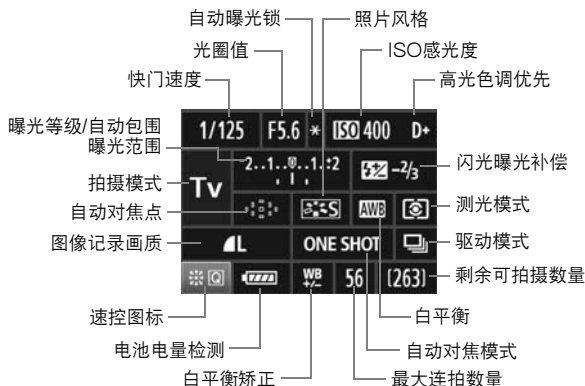 自动曝光锁 照片风格
光圈值 ISO感光度
快门速度 高光色调优先
1/125 F5.6 * ISO 400 D+
曝光等级/自动包围
曝光范围
2..1..0..1.:2
-2/3 闪光曝光补偿
拍摄模式 Tv
自动对焦点 S AWB 测光模式
图像记录画质 L ONE SHOT 驱动模式
Q WB +/- 56 [263] 剩余可拍摄数量
速控图标 白平衡
电池电量检测 自动对焦模式
白平衡矫正 最大连拍数量